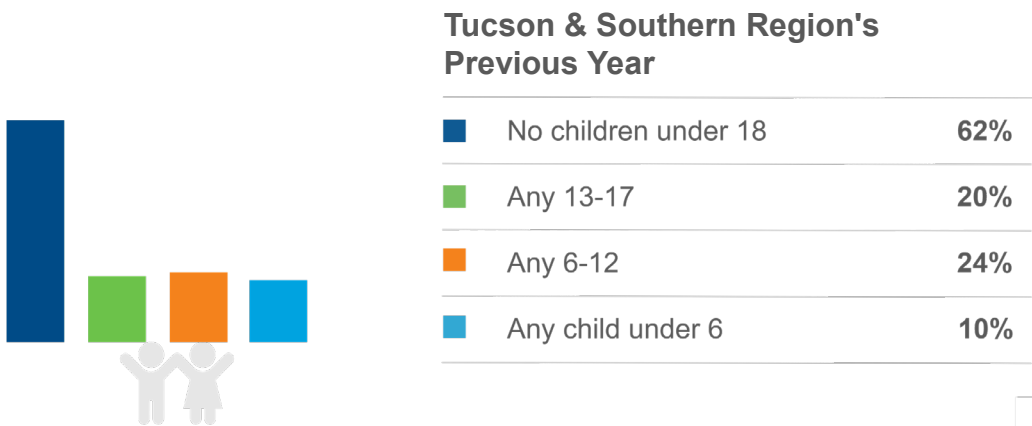 Tucson & Southern Region's
Previous Year
No children under 18 62%
Any 13-17 20%
Any 6-12 24%
Any child under 6 10%